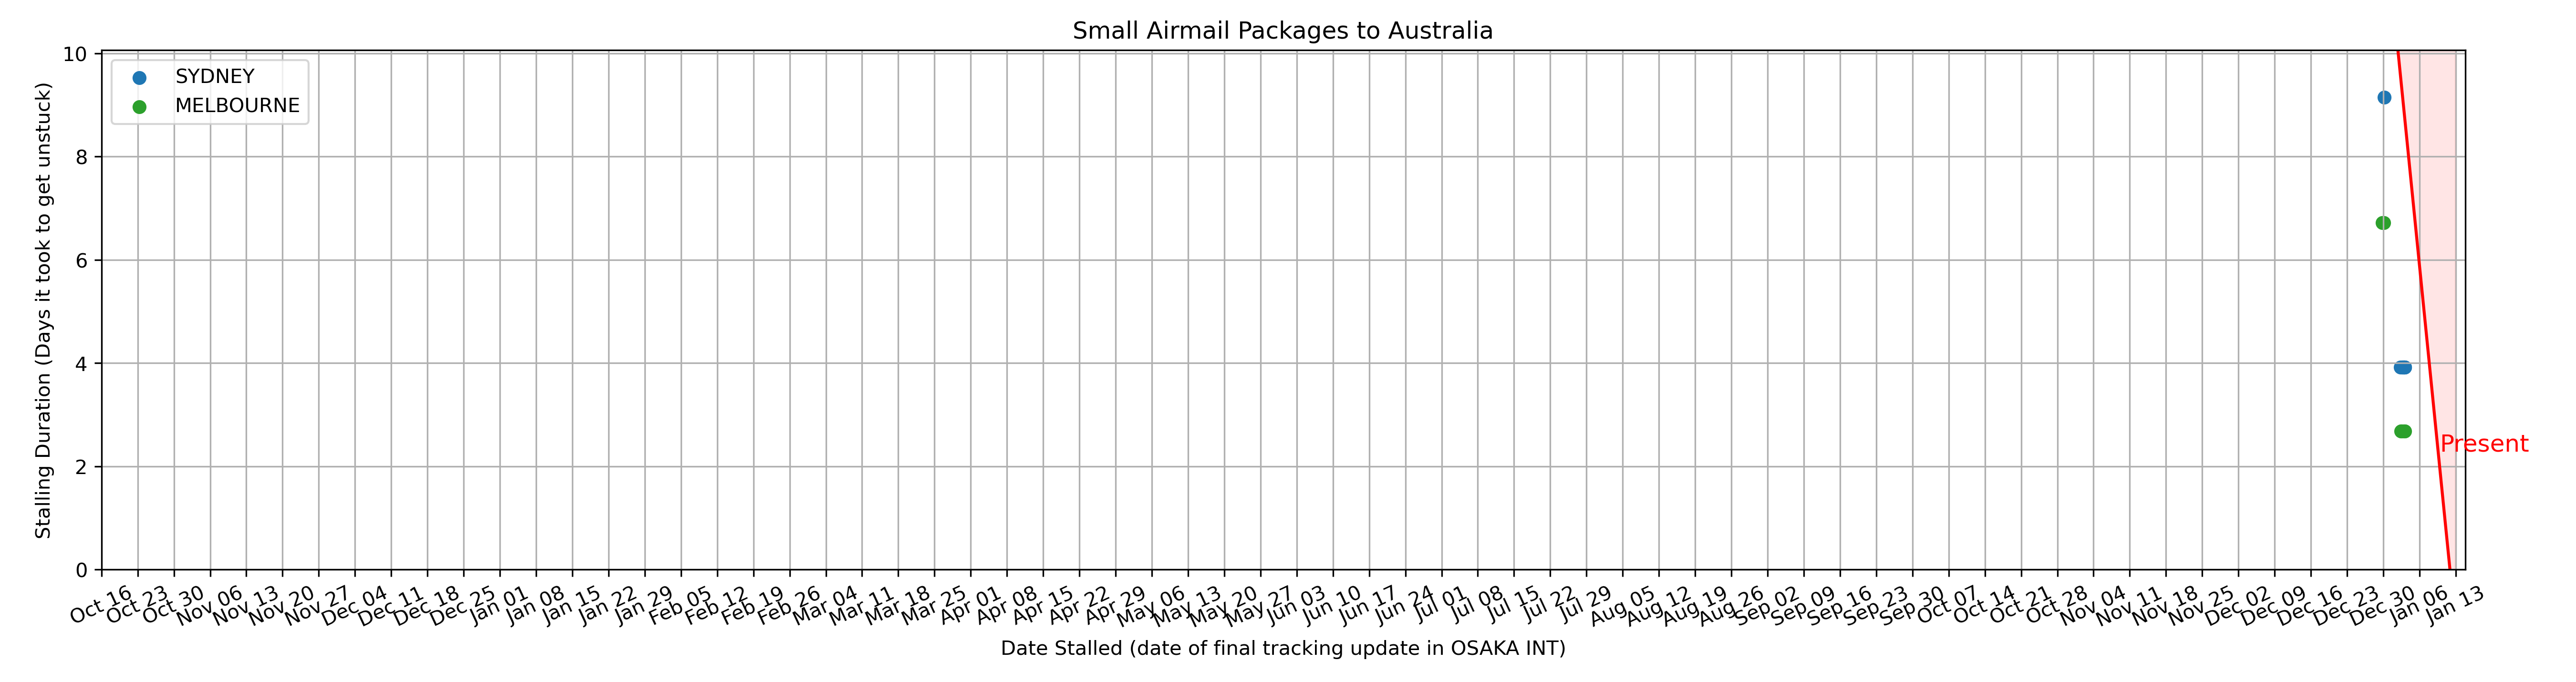 Small Airmail Packages to Australia
SYDNEY
MELBOURNE
10
8
6
4
2
0
Stalling Duration (Days it took to get unstuck)
Present
Oct 16
Oct 23
Oct 30
Nov 06
Nov 13
Nov 20
Nov 27
Dec 04
Dec 11
Dec 18
Dec 25
Jan 01
Jan 08
Jan 15
Jan 22
Jan 29
Feb 05
Feb 12
Feb 19
Feb 26
Mar 04
Mar 11
Mar 18
Mar 25
Apr 01
Apr 08
Apr 15
Apr 22
Apr 29
May 06
May 13
May 20
May 27
Jun 03
Jun 10
Jun 17
Jun 24
Jul 01
Jul 08
Jul 15
Jul 22
Jul 29
Aug 05
Aug 12
Aug 19
Aug 26
Sep 02
Sep 09
Sep 16
Sep 23
Sep 30
Oct 07
Oct 14
Oct 21
Oct 28
Nov 04
Nov 11
Nov 18
Nov 25
Dec 02
Dec 09
Dec 16
Dec 23
Dec 30
Jan 06
Jan 13
Date Stalled (date of final tracking update in OSAKA INT)